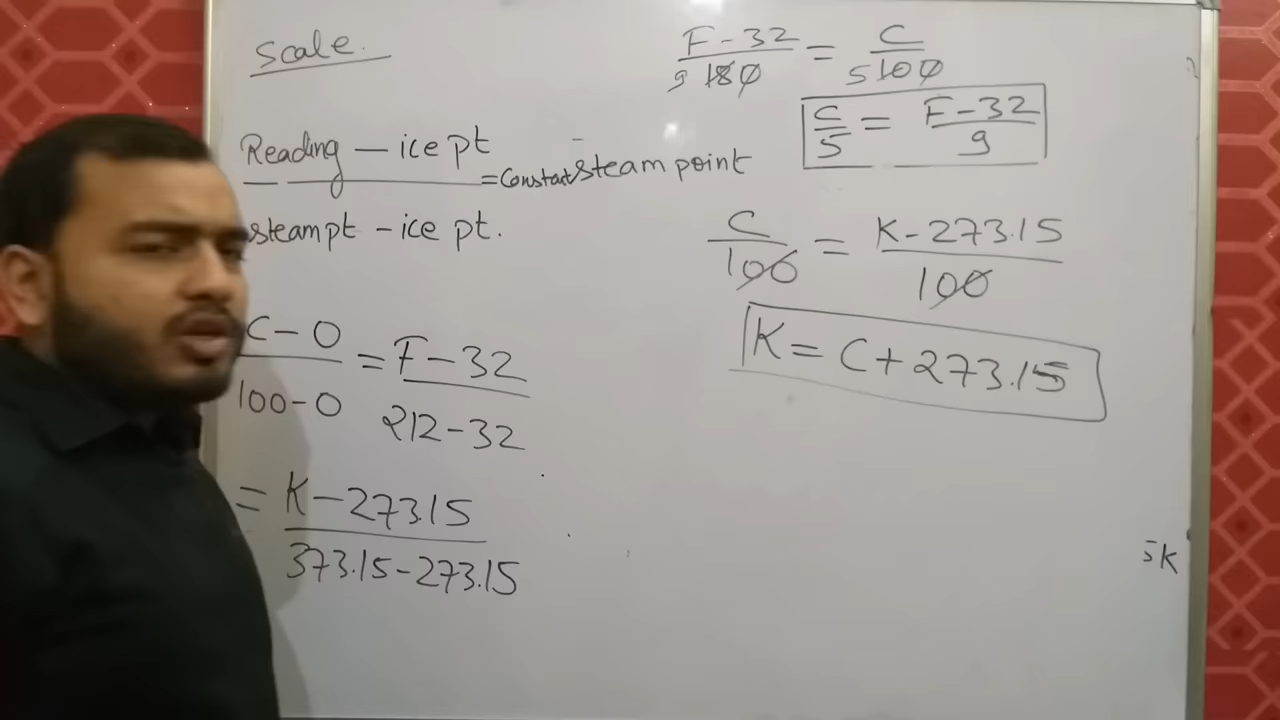 Scale.
Reading — ice pt
steam pt - ice pt.
= Constant
steam point
C - 0
100 - 0
= F - 32
212 - 32
= K - 273.15
373.15 - 273.15
F - 32 = C
9 180 5 100
C = F - 32
5 9
C = K - 273.15
100 100
K = C + 273.15
5K